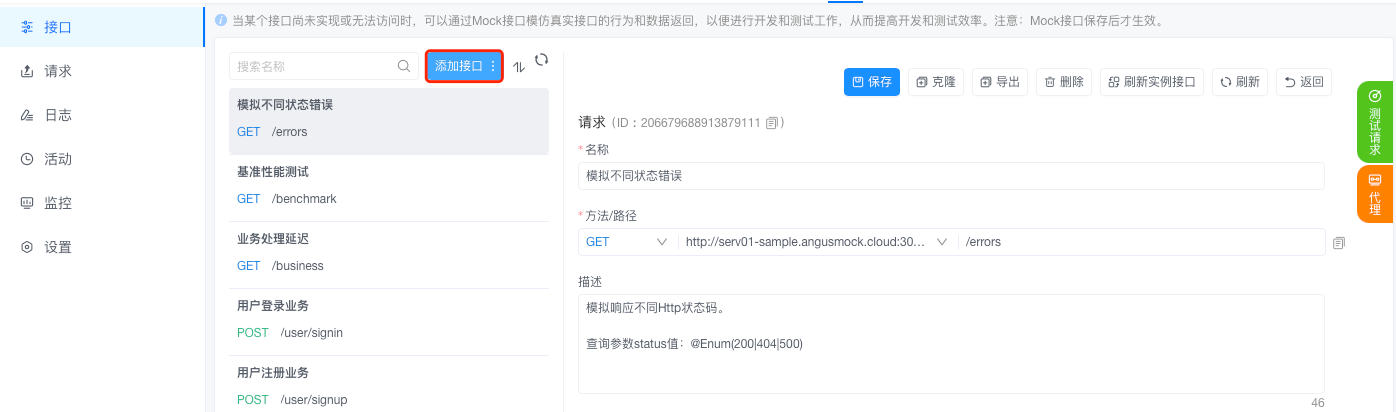 接口
请求
日志
活动
监控
设置
当某个接口尚未实现或无法访问时，可以通过Mock接口模仿真实接口的行为和数据返回，以便进行开发和测试工作，从而提高开发和测试效率。注意：Mock接口保存后才生效。
搜索名称
添加接口
模拟不同状态错误
GET /errors
基准性能测试
GET /benchmark
业务处理延迟
GET /business
用户登录业务
POST /user/signin
用户注册业务
POST /user/signup
保存 克隆 导出 删除 刷新实例接口 刷新 返回
请求（ID：206679688913879111）
*名称
模拟不同状态错误
*方法/路径
GET http://serv01-sample.angusmock.cloud:30... /errors
描述
模拟响应不同Http状态码。
查询参数status值：@Enum(200|404|500)
46
测试请求
代理